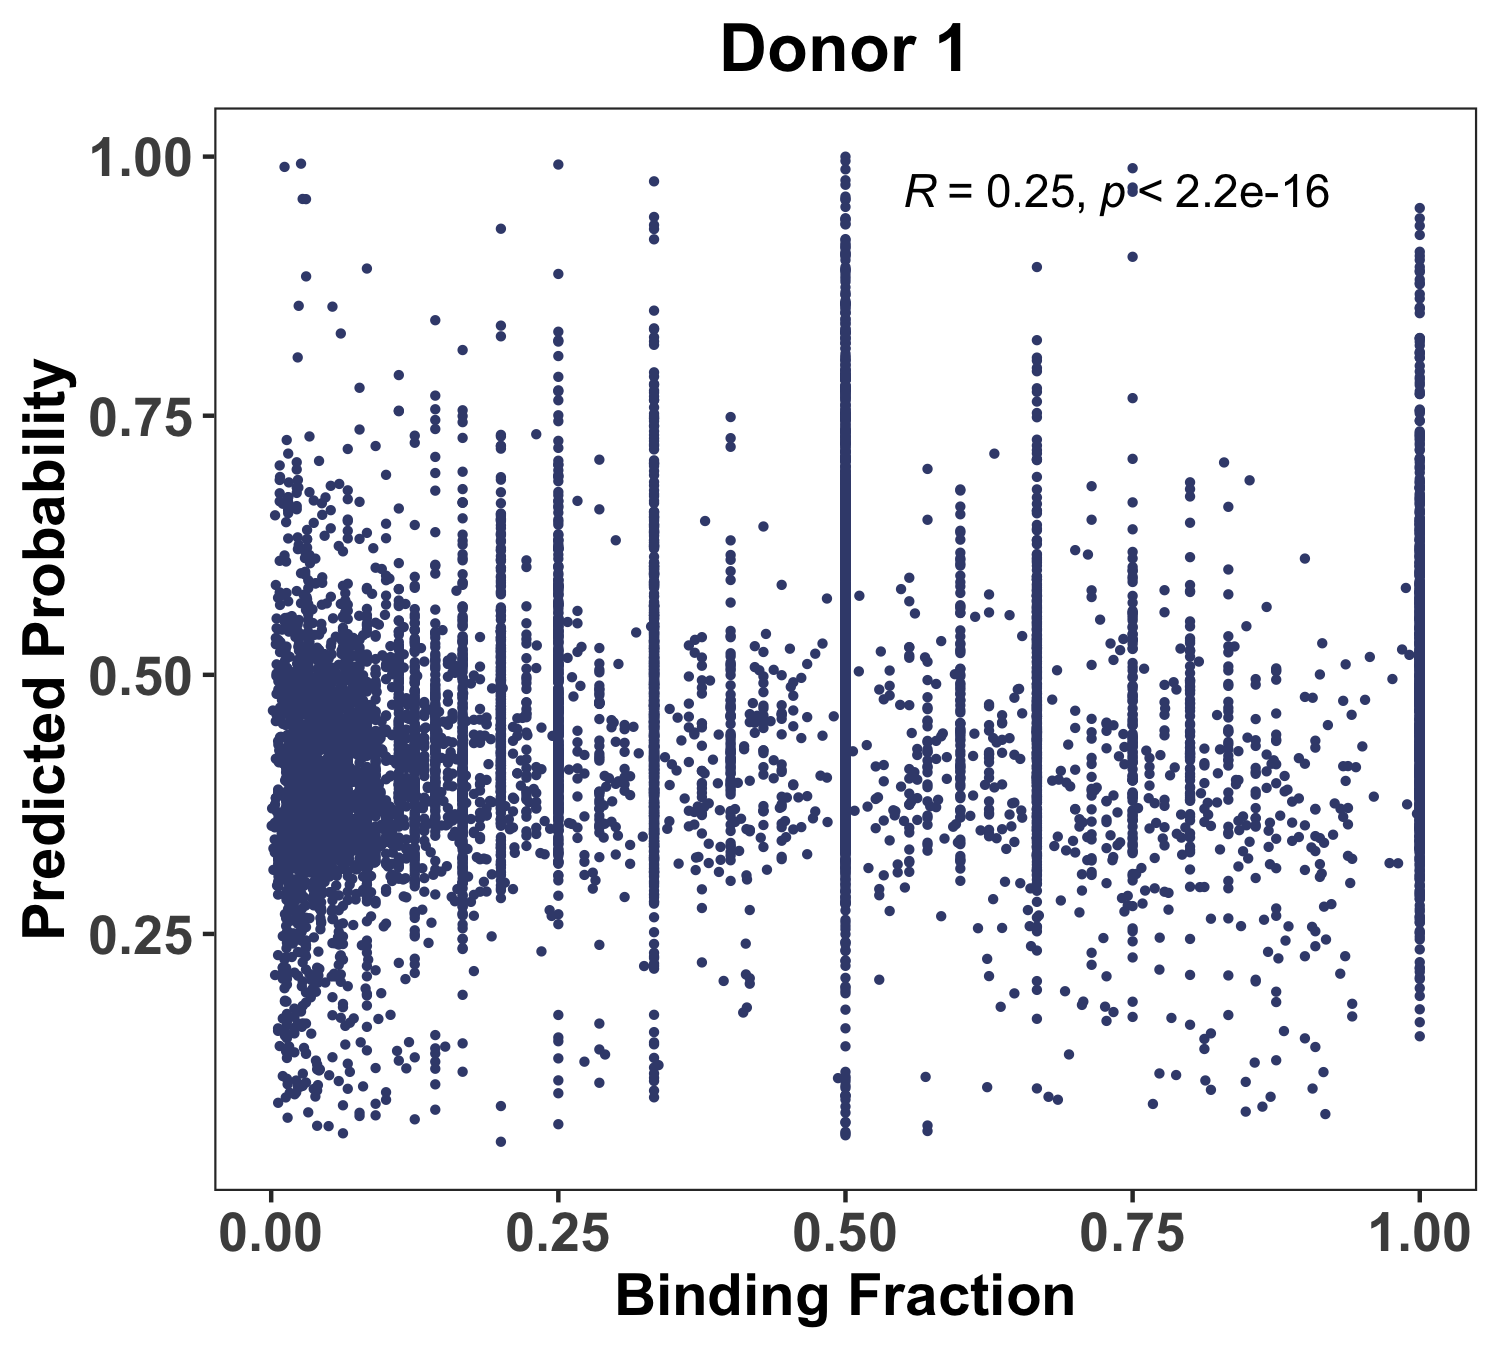 Donor 1
1.00
0.75
0.50
0.25
Predicted Probability
R = 0.25, p < 2.2e-16
0.00 0.25 0.50 0.75 1.00
Binding Fraction